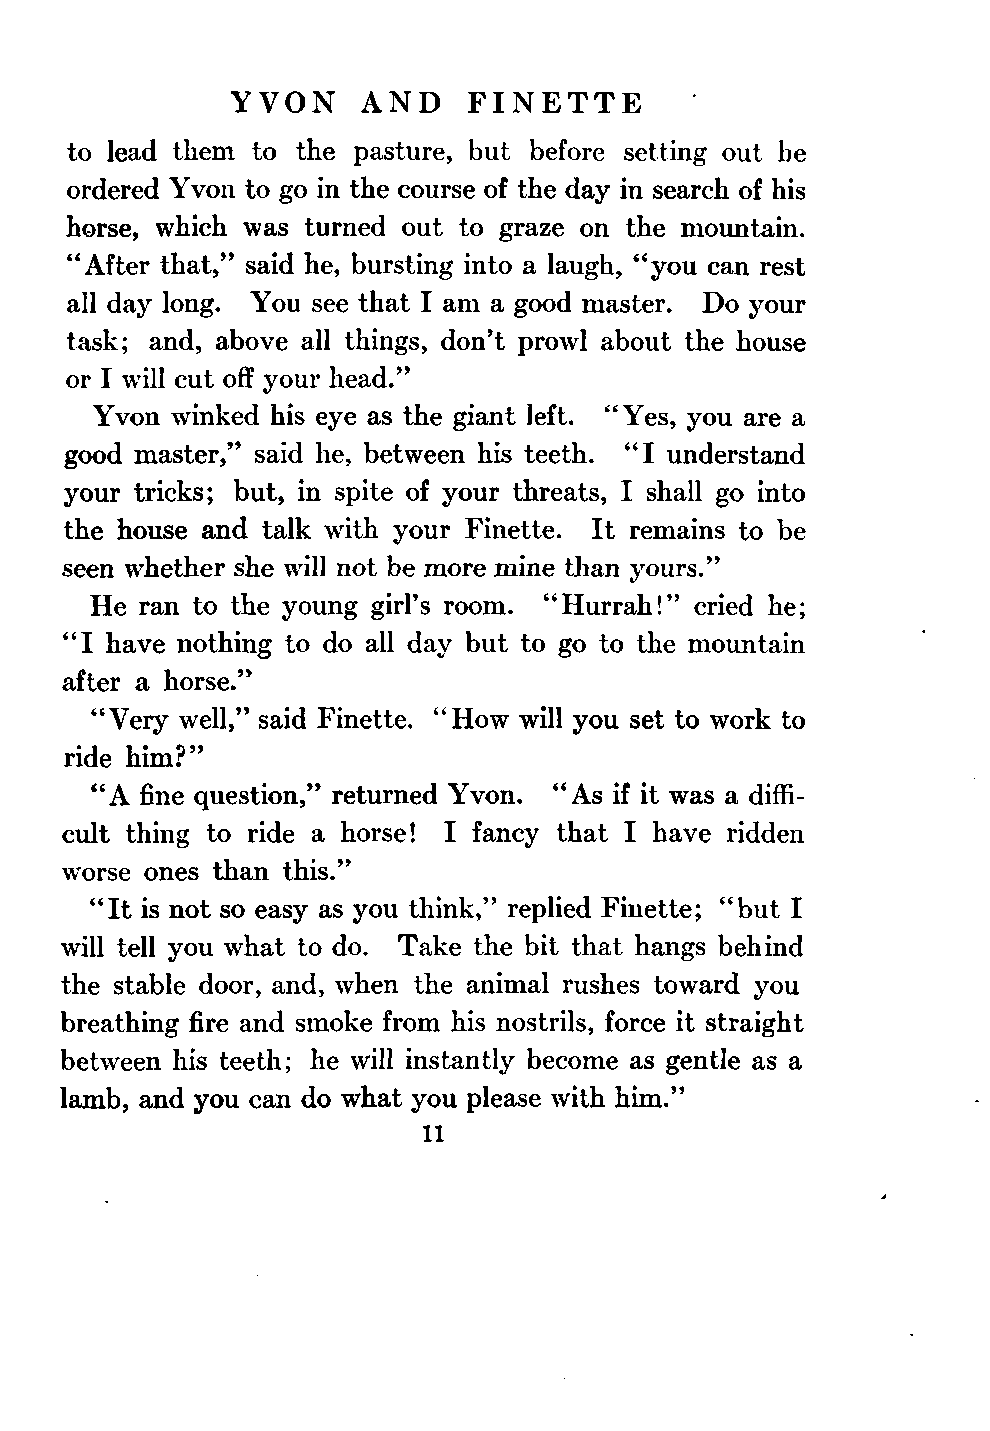 YVON AND FINETTE
to lead them to the pasture, but before setting out he
ordered Yvon to go in the course of the day in search of his
horse, which was turned out to graze on the mountain.
“After that,” said he, bursting into a laugh, “you can rest
all day long. You see that I am a good master. Do your
task; and, above all things, don’t prowl about the house
or I will cut off your head.”
Yvon winked his eye as the giant left. “Yes, you are a
good master,” said he, between his teeth. “I understand
your tricks; but, in spite of your threats, I shall go into
the house and talk with your Finette. It remains to be
seen whether she will not be more mine than yours.”
He ran to the young girl’s room. “Hurrah!” cried he;
“I have nothing to do all day but to go to the mountain
after a horse.”
“Very well,” said Finette. “How will you set to work to
ride him?”
“A fine question,” returned Yvon. “As if it was a diffi-
cult thing to ride a horse! I fancy that I have ridden
worse ones than this.”
“It is not so easy as you think,” replied Finette; “but I
will tell you what to do. Take the bit that hangs behind
the stable door, and, when the animal rushes toward you
breathing fire and smoke from his nostrils, force it straight
between his teeth; he will instantly become as gentle as a
lamb, and you can do what you please with him.”
11